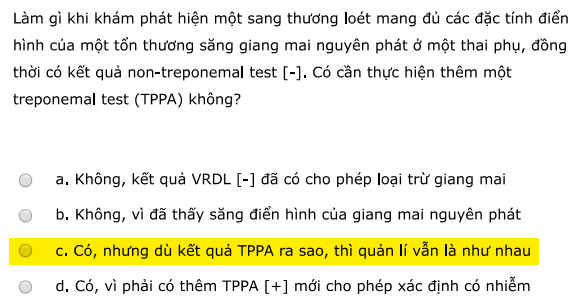 Làm gì khi khám phát hiện một sang thương loét mang đủ các đặc tính điển
hình của một tổn thương săng giang mai nguyên phát ở một thai phụ, đồng
thời có kết quả non-treponemal test [-]. Có cần thực hiện thêm một
treponemal test (TPPA) không?
a. Không, kết quả VRDL [-] đã có cho phép loại trừ giang mai
b. Không, vì đã thấy săng điển hình của giang mai nguyên phát
c. Có, nhưng dù kết quả TPPA ra sao, thì quản lí vẫn là như nhau
d. Có, vì phải có thêm TPPA [+] mới cho phép xác định có nhiễm